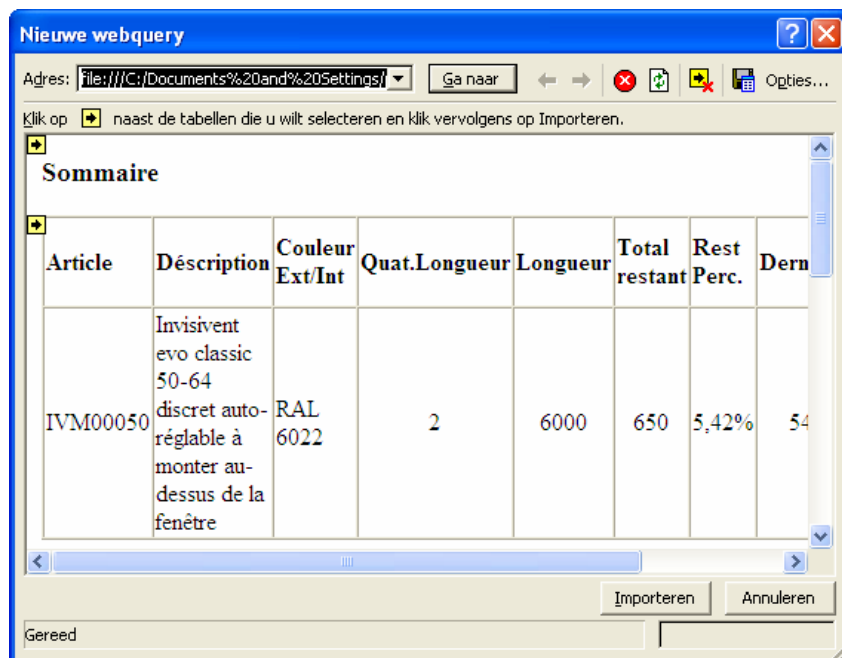 Nieuwe webquery
Adres: file:///C:/Documents%20and%20Settings/ Ga naar Opties...
Klik op naast de tabellen die u wilt selecteren en klik vervolgens op Importeren.
Sommaire
Article Déscription Couleur Ext/Int Quat.Longueur Longueur Total restant Rest Perc. Dern
IVM00050 Invisivent evo classic 50-64 discret auto-réglable à monter au-dessus de la fenêtre RAL 6022 2 6000 650 5,42% 54
Importeren Annuleren
Gereed